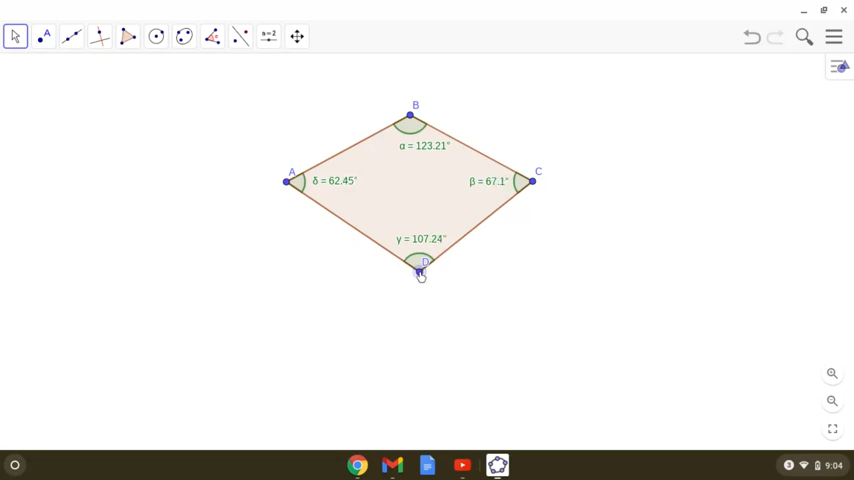 A
a=2
B
α = 123.21°
A
δ = 62.45°
C
β = 67.1°
γ = 107.24°
D
3
9:04